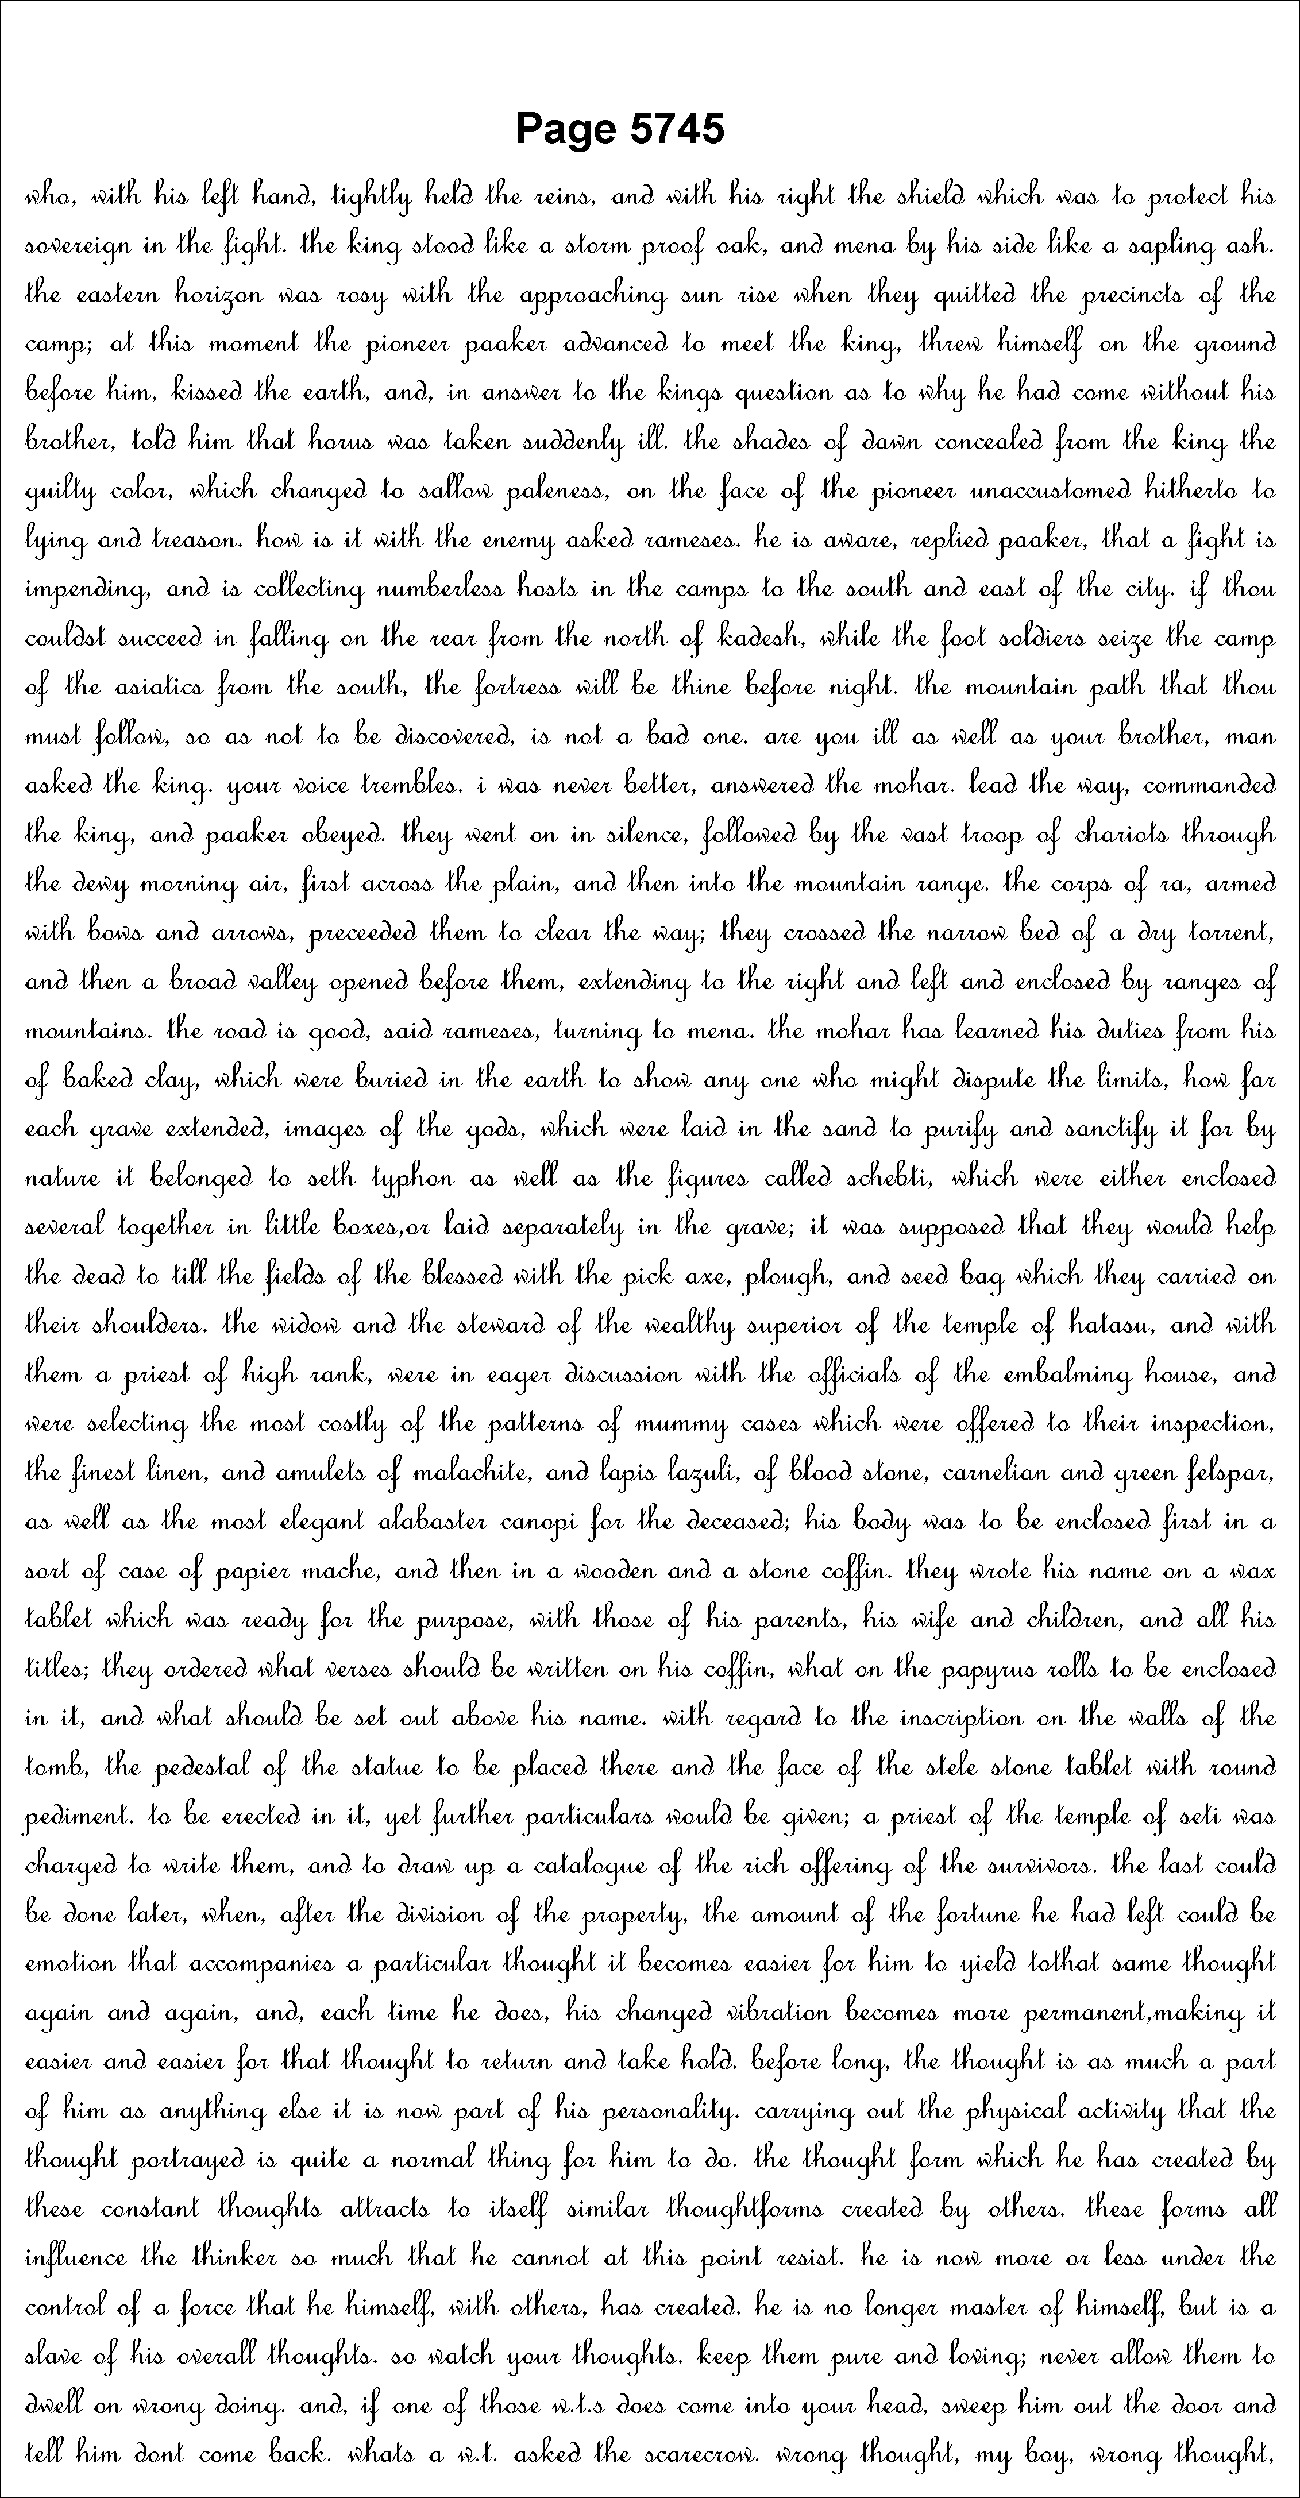 Page 5745
who, with his left hand, tightly held the reins, and with his right the shield which was to protect his
sovereign in the fight. the king stood like a storm proof oak, and mena by his side like a sapling ash.
the eastern horizon was rosy with the approaching sun rise when they quitted the precincts of the
camp; at this moment the pioneer paaker advanced to meet the king, threw himself on the ground
before him, kissed the earth, and, in answer to the kings question as to why he had come without his
brother, told him that horus was taken suddenly ill. the shades of dawn concealed from the king the
guilty color, which changed to sallow paleness, on the face of the pioneer unaccustomed hitherto to
lying and treason. how is it with the enemy asked rameses. he is aware, replied paaker, that a fight is
impending, and is collecting numberless hosts in the camps to the south and east of the city. if thou
couldst succeed in falling on the rear from the north of kadesh, while the foot soldiers seize the camp
of the asiatics from the south, the fortress will be thine before night. the mountain path that thou
must follow, so as not to be discovered, is not a bad one. are you ill as well as your brother, man
asked the king. your voice trembles. i was never better, answered the mohar. lead the way, commanded
the king, and paaker obeyed. they went on in silence, followed by the vast troop of chariots through
the dewy morning air, first across the plain, and then into the mountain range. the corps of ra, armed
with bows and arrows, preceeded them to clear the way; they crossed the narrow bed of a dry torrent,
and then a broad valley opened before them, extending to the right and left and enclosed by ranges of
mountains. the road is good, said rameses, turning to mena. the mohar has learned his duties from his
of baked clay, which were buried in the earth to show any one who might dispute the limits, how far
each grave extended, images of the gods, which were laid in the sand to purify and sanctify it for by
nature it belonged to seth typhon as well as the figures called schebti, which were either enclosed
several together in little boxes,or laid separately in the grave; it was supposed that they would help
the dead to till the fields of the blessed with the pick axe, plough, and seed bag which they carried on
their shoulders. the widow and the steward of the wealthy superior of the temple of hatasu, and with
them a priest of high rank, were in eager discussion with the officials of the embalming house, and
were selecting the most costly of the patterns of mummy cases which were offered to their inspection,
the finest linen, and amulets of malachite, and lapis lazuli, of blood stone, carnelian and green felspar,
as well as the most elegant alabaster canopi for the deceased; his body was to be enclosed first in a
sort of case of papier mache, and then in a wooden and a stone coffin. they wrote his name on a wax
tablet which was ready for the purpose, with those of his parents, his wife and children, and all his
titles; they ordered what verses should be written on his coffin, what on the papyrus rolls to be enclosed
in it, and what should be set out above his name. with regard to the inscription on the walls of the
tomb, the pedestal of the statue to be placed there and the face of the stele stone tablet with round
pediment. to be erected in it, yet further particulars would be given; a priest of the temple of seti was
charged to write them, and to draw up a catalogue of the rich offering of the survivors. the last could
be done later, when, after the division of the property, the amount of the fortune he had left could be
emotion that accompanies a particular thought it becomes easier for him to yield tothat same thought
again and again, and, each time he does, his changed vibration becomes more permanent,making it
easier and easier for that thought to return and take hold. before long, the thought is as much a part
of him as anything else it is now part of his personality. carrying out the physical activity that the
thought portrayed is quite a normal thing for him to do. the thought form which he has created by
these constant thoughts attracts to itself similar thoughtforms created by others. these forms all
influence the thinker so much that he cannot at this point resist. he is now more or less under the
control of a force that he himself, with others, has created. he is no longer master of himself, but is a
slave of his overall thoughts. so watch your thoughts. keep them pure and loving; never allow them to
dwell on wrong doing. and, if one of those w.t.s does come into your head, sweep him out the door and
tell him dont come back. whats a w.t. asked the scarecrow. wrong thought, my boy, wrong thought,